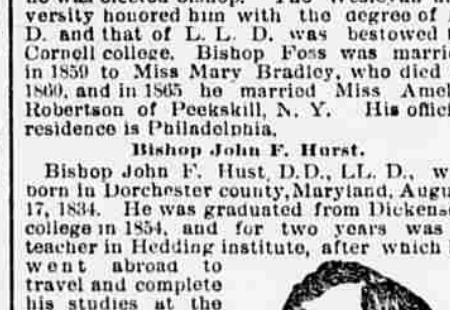 versity honored him with the degree of
D. and that of L. L. D. was bestowed
Cornell college. Bishop Foss was marri
in 1859 to Miss Mary Bradley, who died
1860, and in 1865 he married Miss Amel
Robertson of Peekskill, N. Y. His offici
residence is Philadelphia.
Bishop John F. Hurst.
Bishop John F. Hust, D.D., LL. D., w
born in Dorchester county, Maryland, Augu
17, 1834. He was graduated from Dickens
college in 1854, and for two years was
teacher in Hedding institute, after which
went abroad to
travel and complete
his studies at the